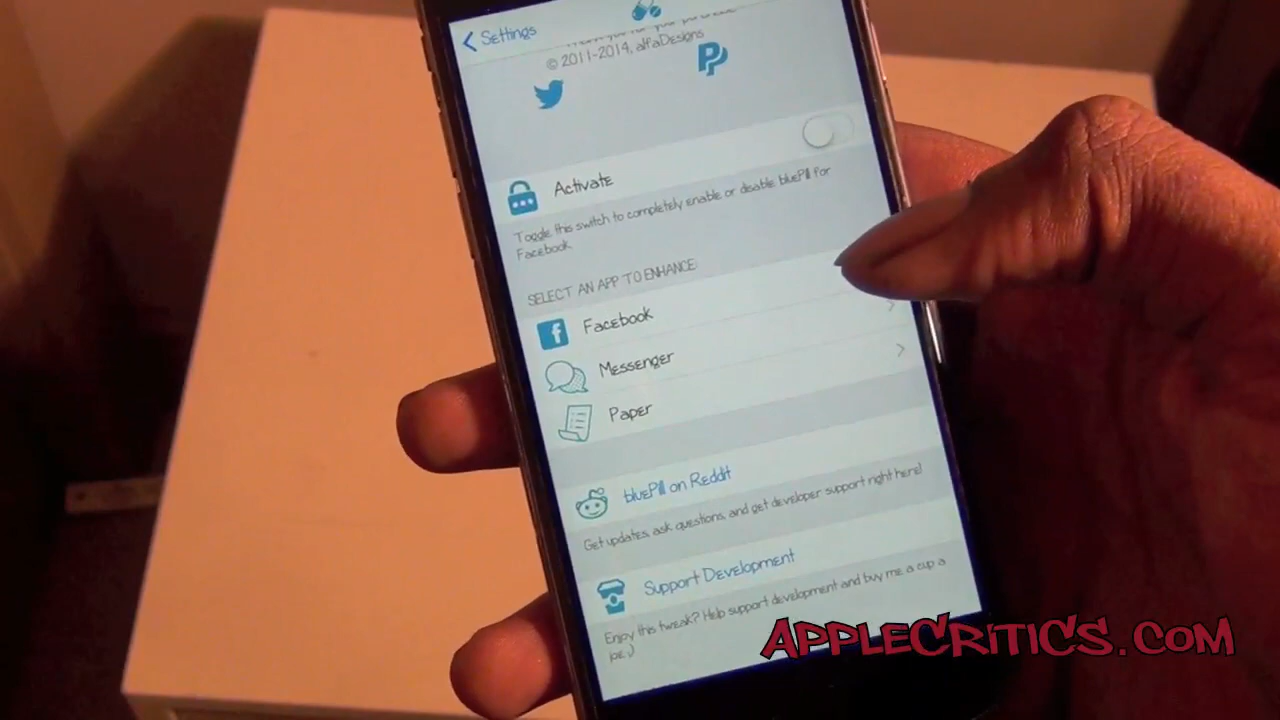 Settings
© 2011-2014, alfaDesigns
Activate
Toggle this switch to completely enable or disable bluePill for
Facebook.
SELECT AN APP TO ENHANCE:
Facebook
Messenger
Paper
bluePill on Reddit
Get updates, ask questions, and get developer support right here!
Support Development
Enjoy this tweak? Help support development and buy me a cup a
joe ;)
APPLECRITICS.COM